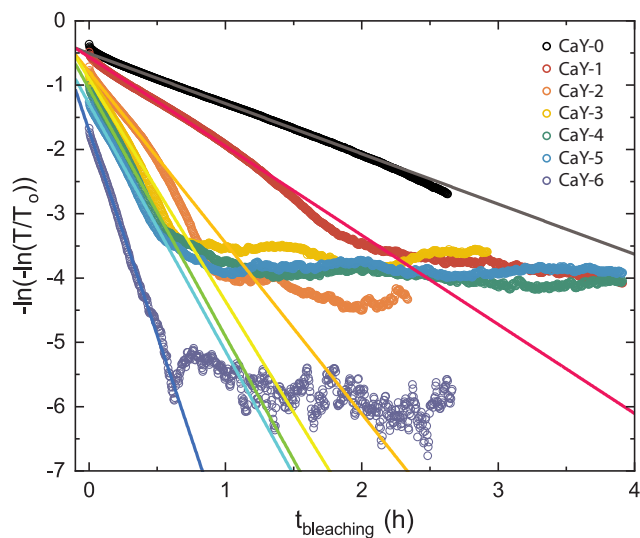 0
-1
-2
-3
-4
-5
-6
-7
-ln(-ln(T/T₀))
CaY-0
CaY-1
CaY-2
CaY-3
CaY-4
CaY-5
CaY-6
0 1 2 3 4
t_bleaching (h)